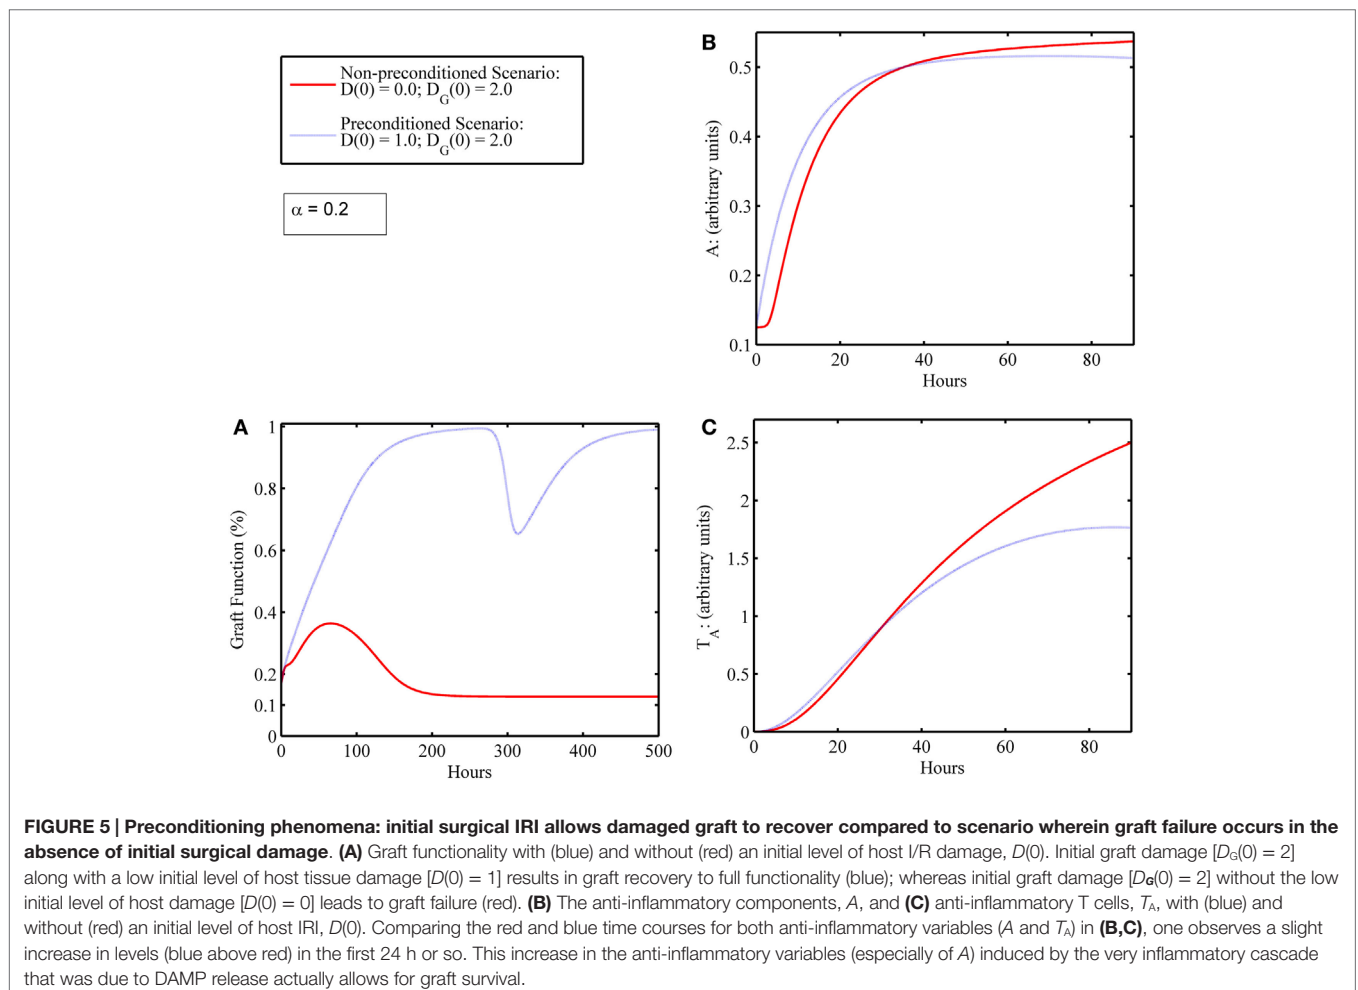 Non-preconditioned Scenario:
D(0) = 0.0; D_G(0) = 2.0
Preconditioned Scenario:
D(0) = 1.0; D_G(0) = 2.0
α = 0.2
B
0.5
0.4
0.3
0.2
0.1
A: (arbitrary units)
0 20 40 60 80
Hours
A
1
0.8
0.6
0.4
0.2
0.1
0
Graft Function (%)
0 100 200 300 400 500
Hours
C
2.5
2
1.5
1
0.5
0
T_A: (arbitrary units)
0 20 40 60 80
Hours
FIGURE 5 | Preconditioning phenomena: initial surgical IRI allows damaged graft to recover compared to scenario wherein graft failure occurs in the
absence of initial surgical damage. (A) Graft functionality with (blue) and without (red) an initial level of host I/R damage, D(0). Initial graft damage [D_G(0) = 2]
along with a low initial level of host tissue damage [D(0) = 1] results in graft recovery to full functionality (blue); whereas initial graft damage [D_G(0) = 2] without the low
initial level of host damage [D(0) = 0] leads to graft failure (red). (B) The anti-inflammatory components, A, and (C) anti-inflammatory T cells, T_A, with (blue) and
without (red) an initial level of host IRI, D(0). Comparing the red and blue time courses for both anti-inflammatory variables (A and T_A) in (B,C), one observes a slight
increase in levels (blue above red) in the first 24 h or so. This increase in the anti-inflammatory variables (especially of A) induced by the very inflammatory cascade
that was due to DAMP release actually allows for graft survival.